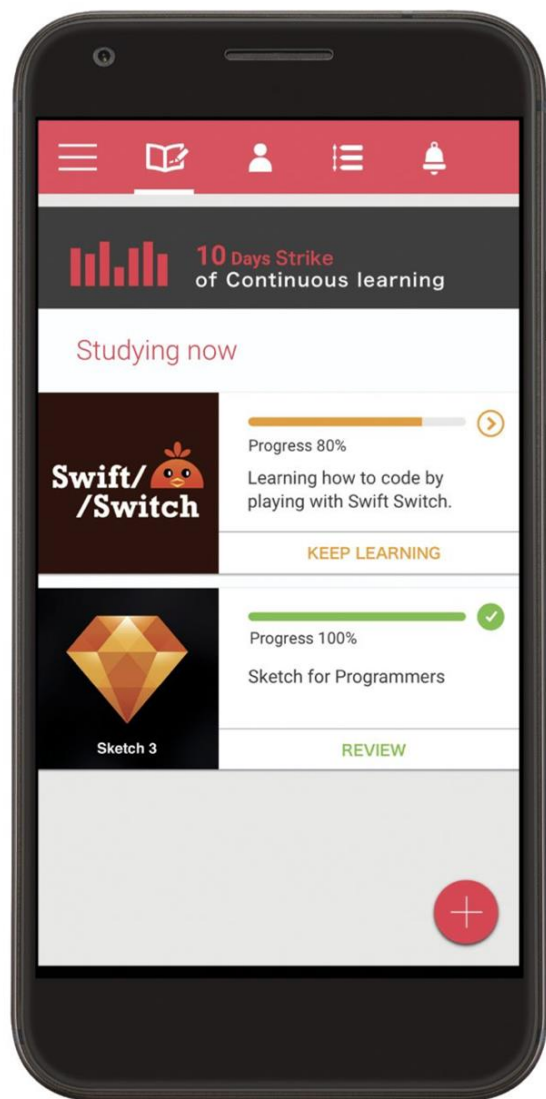 10 Days Strike
of Continuous learning
Studying now
Swift/
/Switch
Progress 80%
Learning how to code by
playing with Swift Switch.
KEEP LEARNING
Sketch 3
Progress 100%
Sketch for Programmers
REVIEW